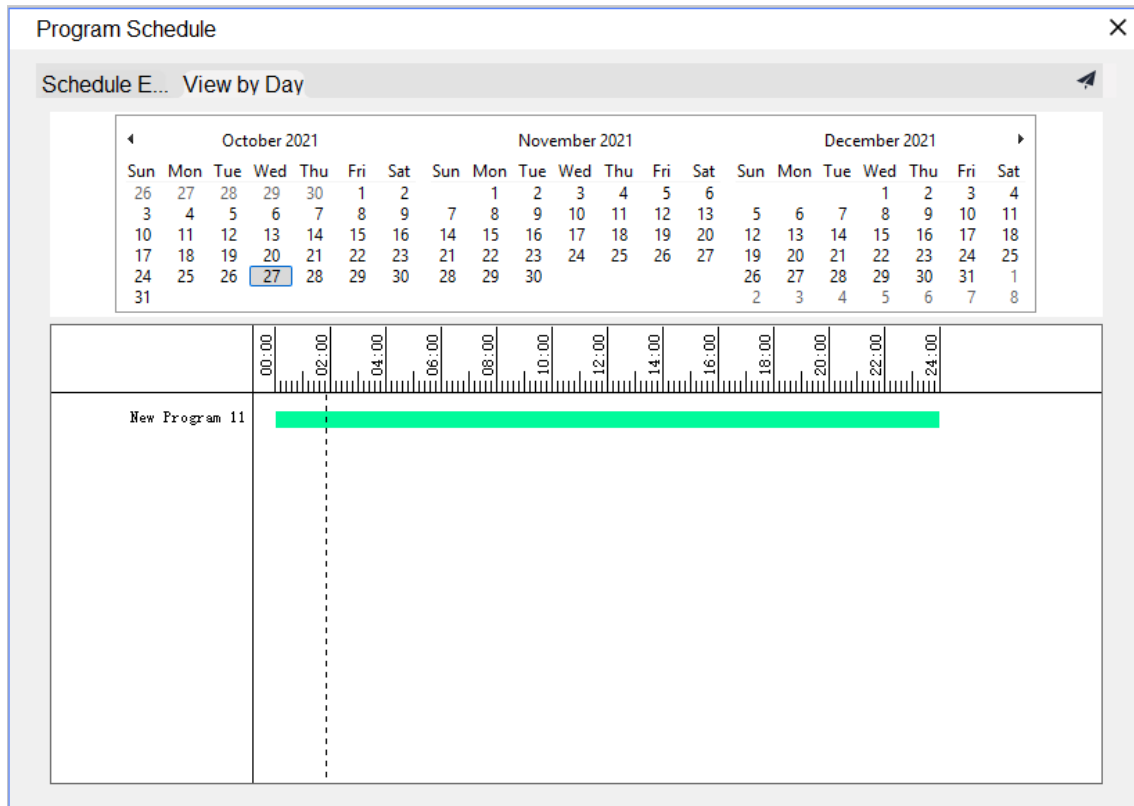 Program Schedule
Schedule E... View by Day
October 2021 November 2021 December 2021
Sun Mon Tue Wed Thu Fri Sat Sun Mon Tue Wed Thu Fri Sat Sun Mon Tue Wed Thu Fri Sat
26 27 28 29 30 1 2 1 2 3 4 5 6 1 2 3 4
3 4 5 6 7 8 9 7 8 9 10 11 12 13 5 6 7 8 9 10 11
10 11 12 13 14 15 16 14 15 16 17 18 19 20 12 13 14 15 16 17 18
17 18 19 20 21 22 23 21 22 23 24 25 26 27 19 20 21 22 23 24 25
24 25 26 27 28 29 30 28 29 30 26 27 28 29 30 31 1
31 2 3 4 5 6 7 8
00:00 02:00 04:00 06:00 08:00 10:00 12:00 14:00 16:00 18:00 20:00 22:00 24:00
New Program 11